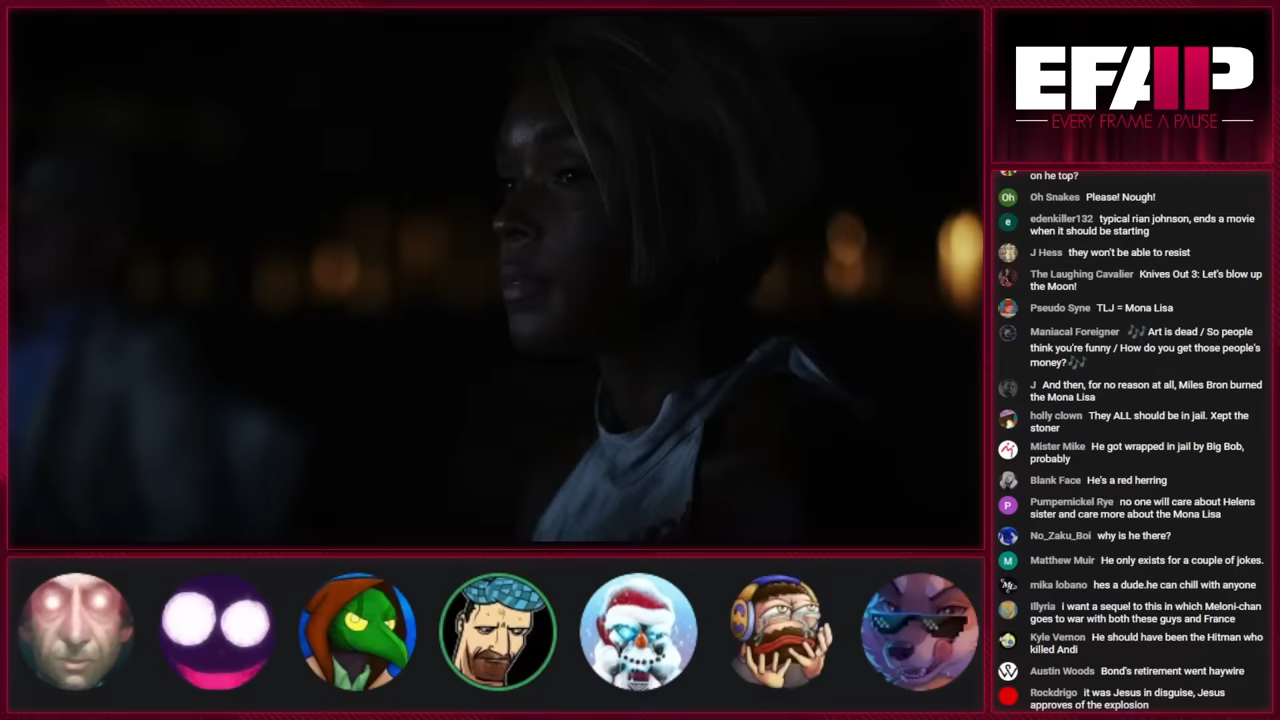 EFAP
EVERY FRAME A PAUSE
on he top?
Oh
Oh Snakes Please! Nough!
e
edenkiller132 typical rian johnson, ends a movie
when it should be starting
J Hess they won't be able to resist
The Laughing Cavalier Knives Out 3: Let's blow up
the Moon!
Pseudo Syne TLJ = Mona Lisa
Maniacal Foreigner 🎶Art is dead / So people
think you're funny / How do you get those people's
money?🎶
J And then, for no reason at all, Miles Bron burned
the Mona Lisa
holly clown They ALL should be in jail. Xept the
stoner
Mister Mike He got wrapped in jail by Big Bob,
probably
Blank Face He's a red herring
P
Pumpernickel Rye no one will care about Helens
sister and care more about the Mona Lisa
No_Zaku_Boi why is he there?
M
Matthew Muir He only exists for a couple of jokes.
mika lobano hes a dude.he can chill with anyone
Illyria i want a sequel to this in which Meloni-chan
goes to war with both these guys and France
Kyle Vernon He should have been the Hitman who
killed Andi
Austin Woods Bond's retirement went haywire
Rockdrigo it was Jesus in disguise, Jesus
approves of the explosion